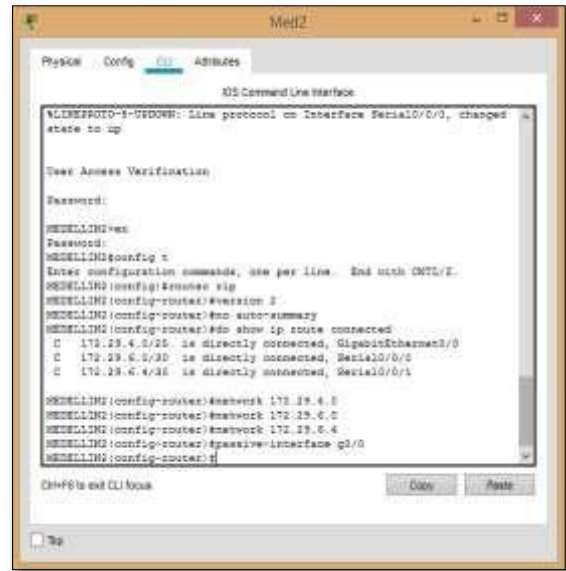 Med2
Physical Config CLI Attributes
IOS Command Line Interface
%LINEPROTO-5-UPDOWN: Line protocol on Interface Serial0/0/0, changed
state to up
User Access Verification
Password:
MEDELLIN2>en
Password:
MEDELLIN2#config t
Enter configuration commands, one per line. End with CNTL/Z.
MEDELLIN2(config)#router rip
MEDELLIN2(config-router)#version 2
MEDELLIN2(config-router)#no auto-summary
MEDELLIN2(config-router)#do show ip route connected
C 172.29.4.0/25 is directly connected, GigabitEthernet0/0
C 172.29.6.0/30 is directly connected, Serial0/0/0
C 172.29.6.4/30 is directly connected, Serial0/0/1
MEDELLIN2(config-router)#network 172.29.4.0
MEDELLIN2(config-router)#network 172.29.6.0
MEDELLIN2(config-router)#network 172.29.6.4
MEDELLIN2(config-router)#passive-interface g0/0
MEDELLIN2(config-router)#
Ctrl+F6 to exit CLI focus
Copy Paste
Top